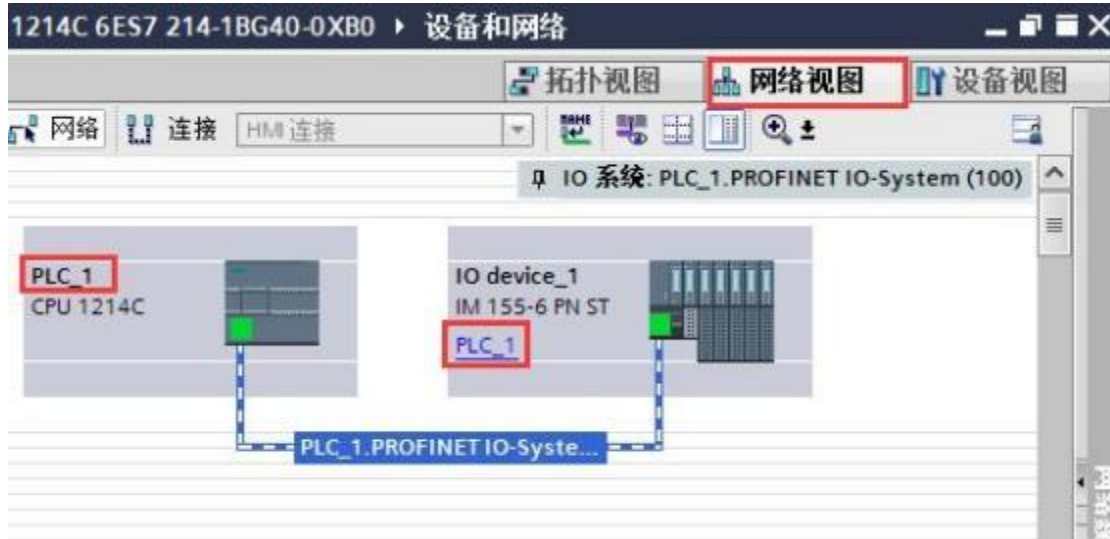 1214C 6ES7 214-1BG40-0XB0 ▸ 设备和网络
拓扑视图 网络视图 设备视图
网络 连接 HMI 连接
IO 系统: PLC_1.PROFINET IO-System (100)
PLC_1
CPU 1214C
IO device_1
IM 155-6 PN ST
PLC_1
PLC_1.PROFINET IO-Syste...